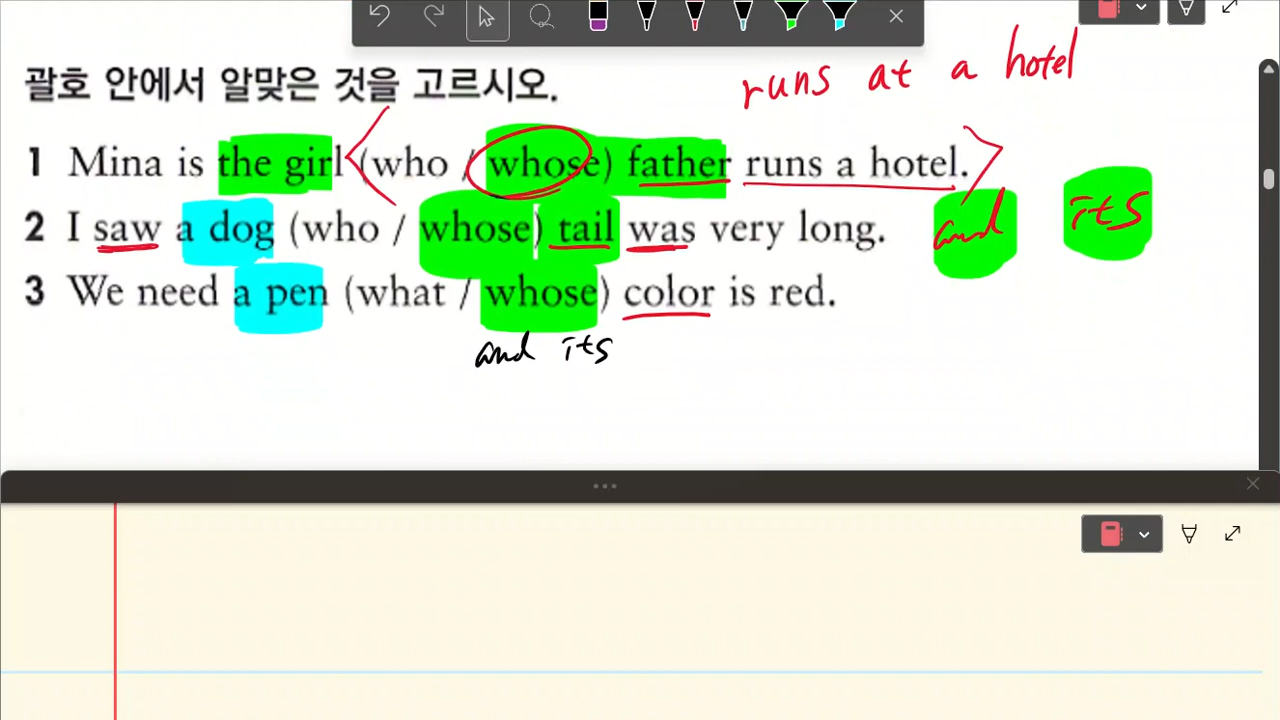 runs at a hotel
괄호 안에서 알맞은 것을 고르시오.
1 Mina is the girl (who / whose) father runs a hotel.
2 I saw a dog (who / whose) tail was very long. and its
3 We need a pen (what / whose) color is red.
and its